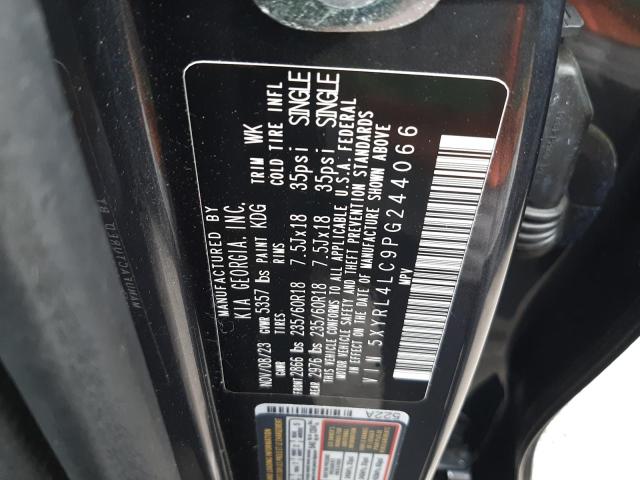 MANUFACTURED BY
KIA GEORGIA, INC.
NOV/08/23 GVWR 5357 lbs PAINT KDG TRIM WK
GAWR TIRES RIMS COLD TIRE INFL
FRONT 2866 lbs 235/60R18 7.5Jx18 35psi SINGLE
REAR 2976 lbs 235/60R18 7.5Jx18 35psi SINGLE
THIS VEHICLE CONFORMS TO ALL APPLICABLE U.S.A. FEDERAL
MOTOR VEHICLE SAFETY AND THEFT PREVENTION STANDARDS
IN EFFECT ON THE DATE OF MANUFACTURE SHOWN ABOVE
VIN 5XYRL4LC9PG244066
MPV
522A